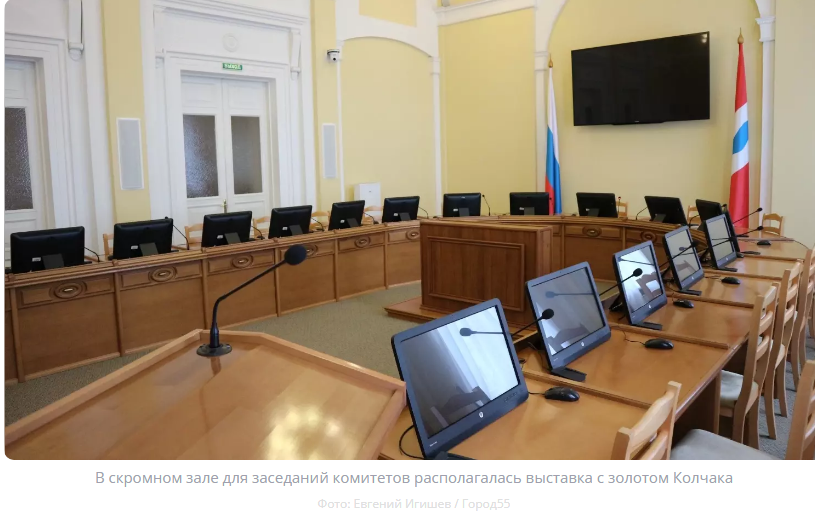 В скромном зале для заседаний комитетов располагалась выставка с золотом Колчака
Фото: Евгений Игишев / Город55